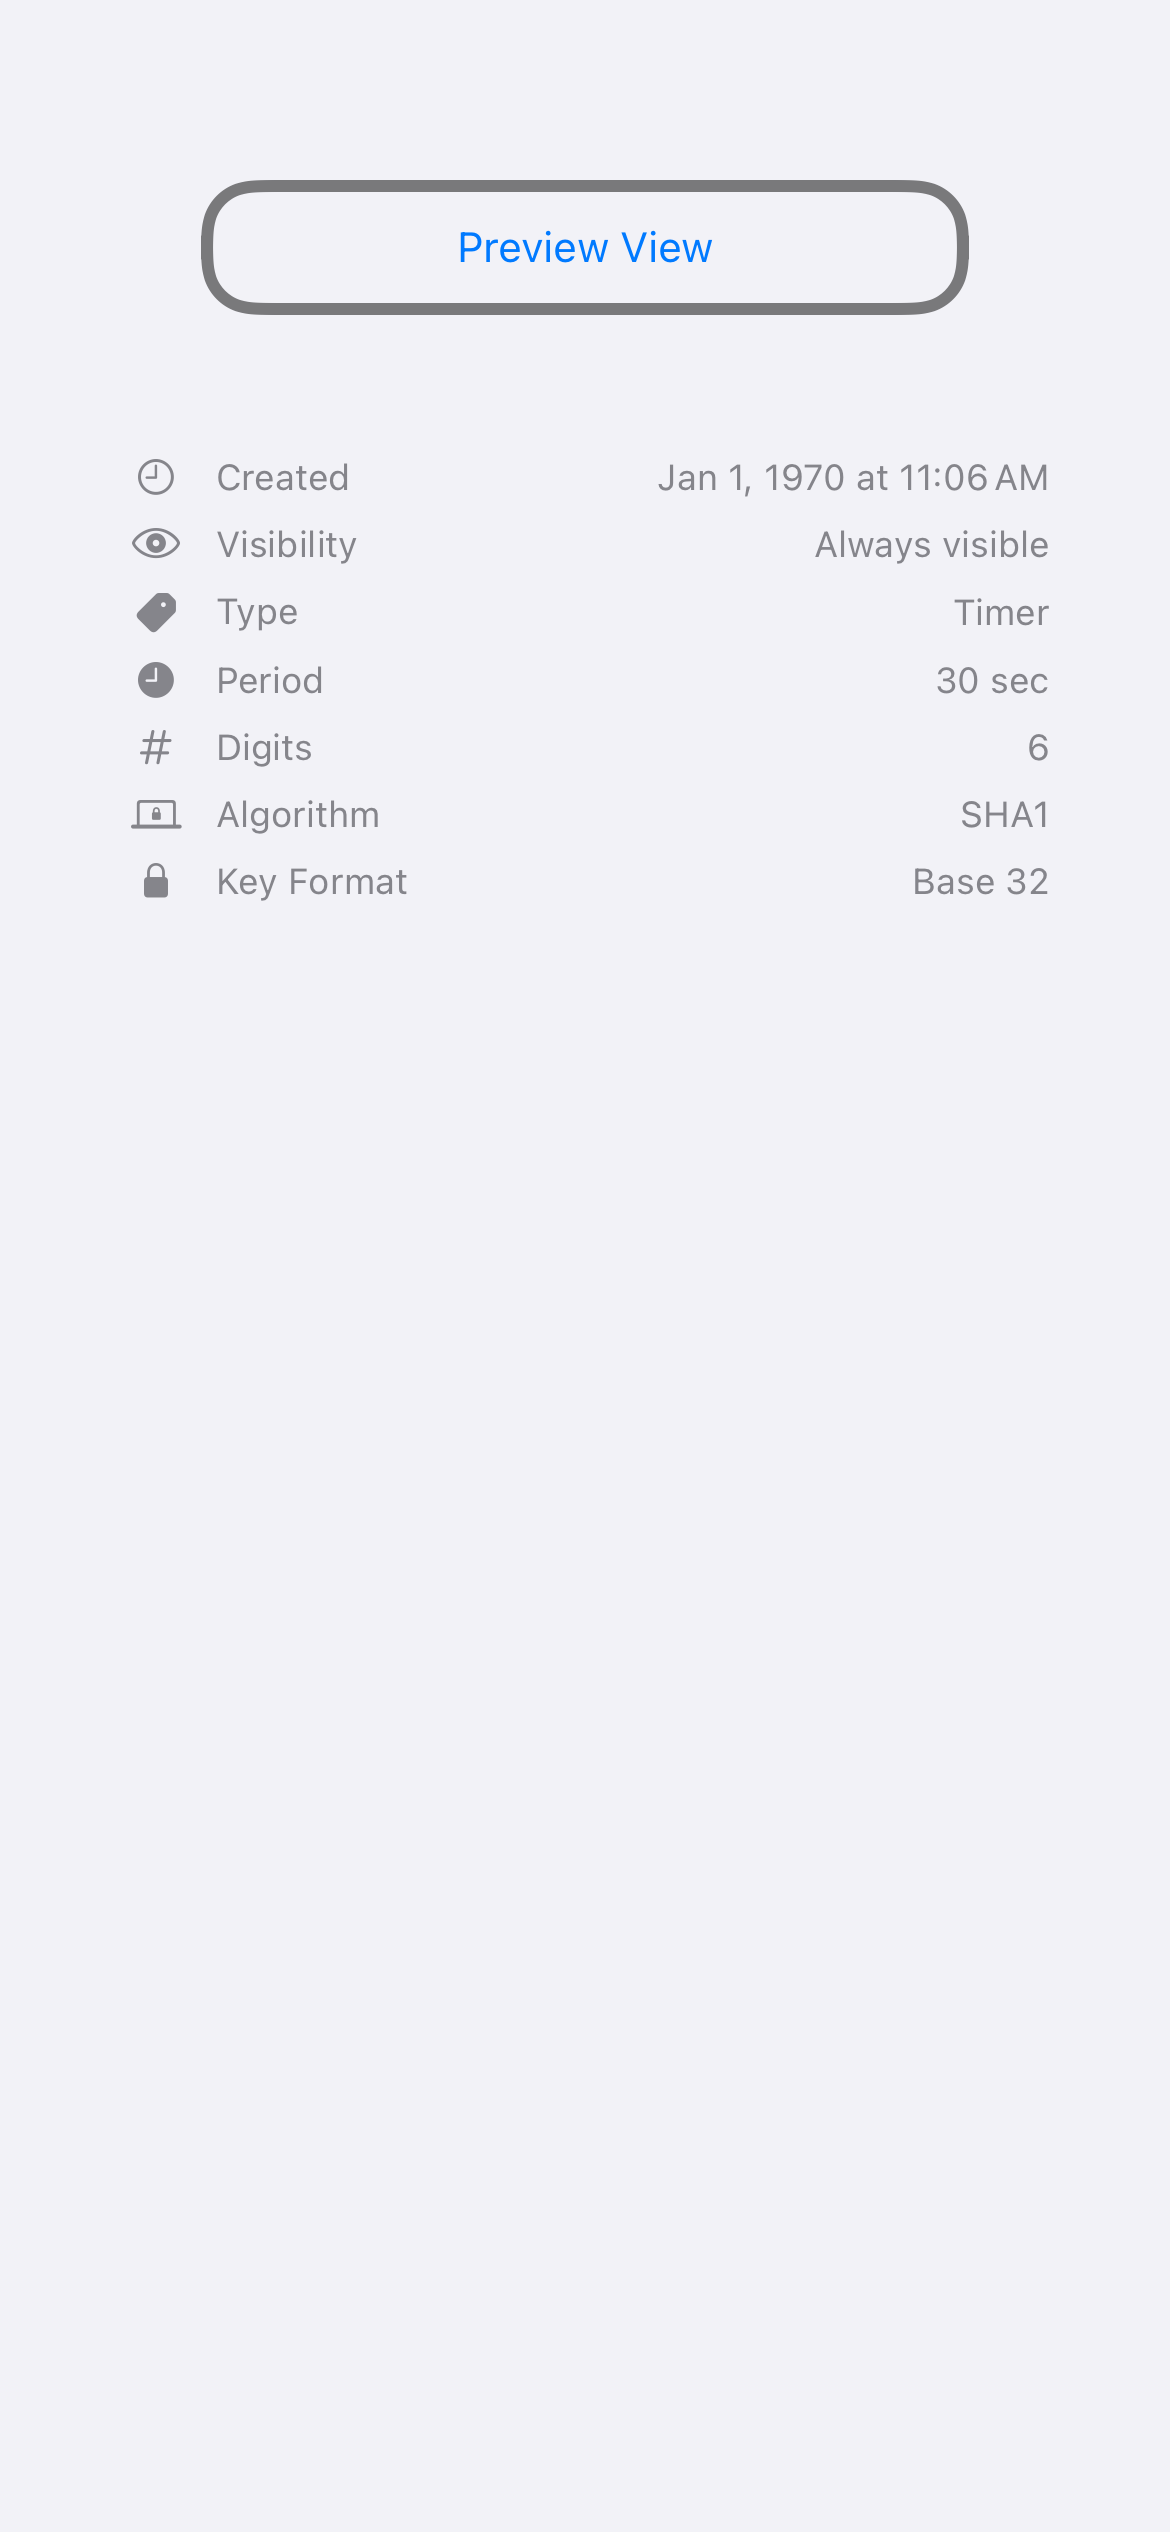 Preview View
Created Jan 1, 1970 at 11:06 AM
Visibility Always visible
Type Timer
Period 30 sec
Digits 6
Algorithm SHA1
Key Format Base 32